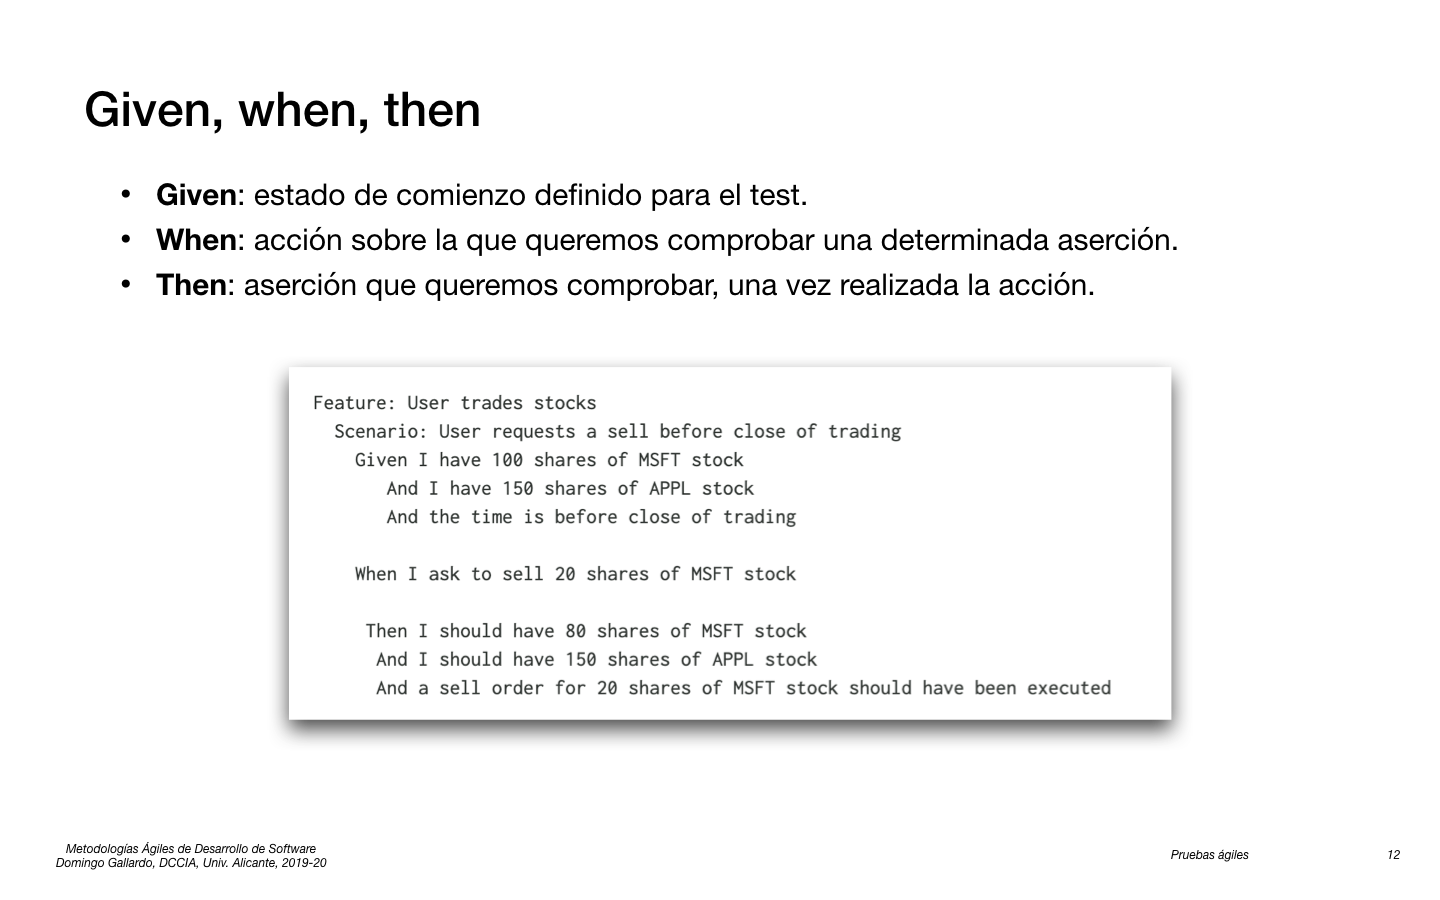 Given, when, then
• Given: estado de comienzo definido para el test.
• When: acción sobre la que queremos comprobar una determinada aserción.
• Then: aserción que queremos comprobar, una vez realizada la acción.
Feature: User trades stocks
Scenario: User requests a sell before close of trading
Given I have 100 shares of MSFT stock
And I have 150 shares of APPL stock
And the time is before close of trading
When I ask to sell 20 shares of MSFT stock
Then I should have 80 shares of MSFT stock
And I should have 150 shares of APPL stock
And a sell order for 20 shares of MSFT stock should have been executed
Metodologías Ágiles de Desarrollo de Software
Domingo Gallardo, DCCIA, Univ. Alicante, 2019-20
Pruebas ágiles
12